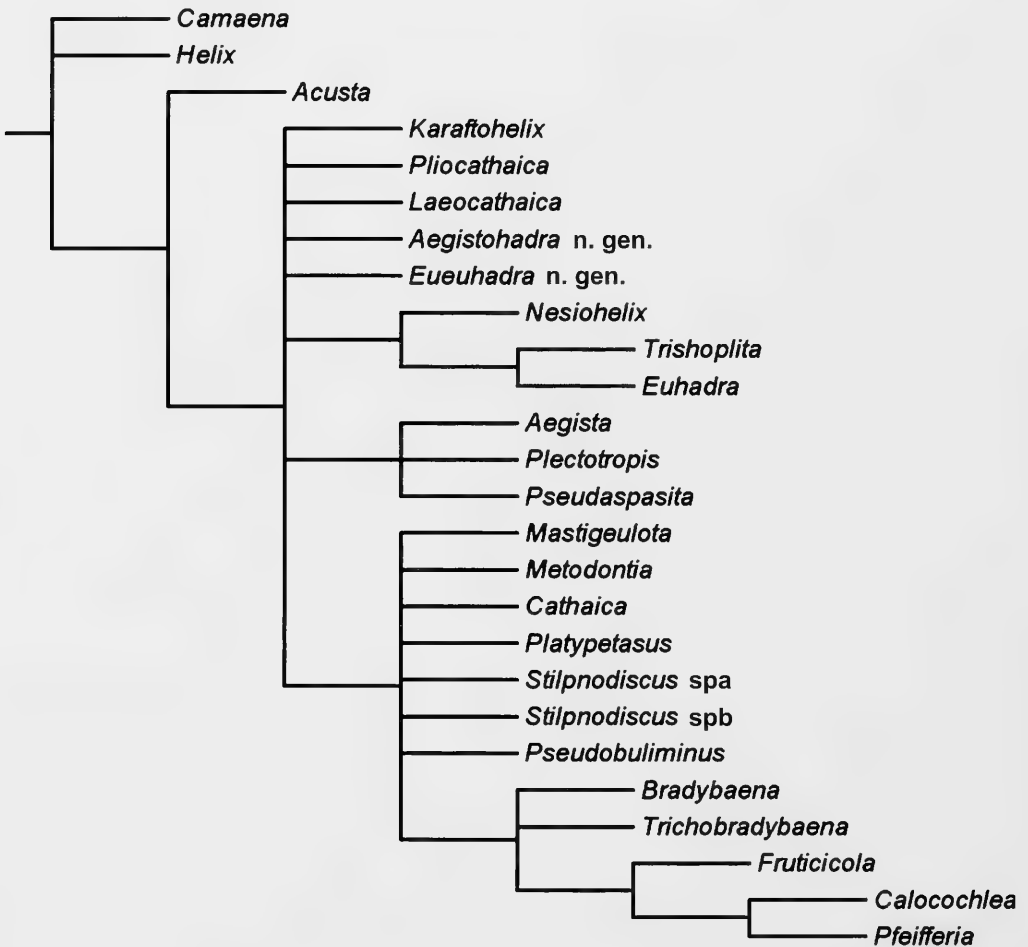 Camaena
Helix
Acusta
Karaftohelix
Pliocathaica
Laeocathaica
Aegistohadra n. gen.
Eueuhadra n. gen.
Nesiohelix
Trishoplita
Euhadra
Aegista
Plectotropis
Pseudaspasita
Mastigeulota
Metodontia
Cathaica
Platypetasus
Stilpnodiscus spa
Stilpnodiscus spb
Pseudobuliminus
Bradybaena
Trichobradybaena
Fruticicola
Calocochlea
Pfeifferia